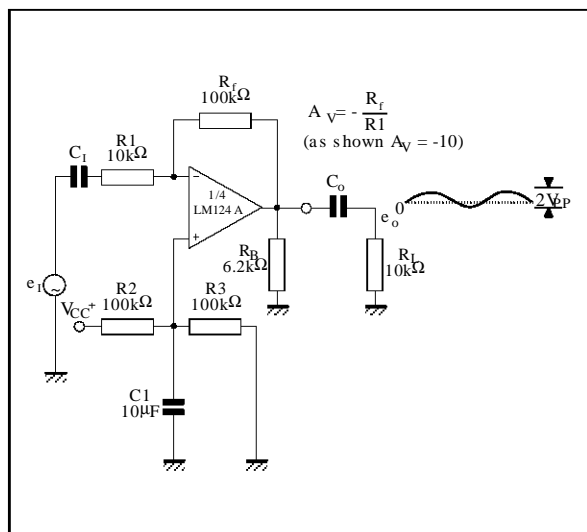 Rf
100kΩ
AV = - Rf
R1
(as shown AV = -10)
R1
10kΩ
CI
1/4
LM124 A
Co
0
2VPP
eo
RB
6.2kΩ
RL
10kΩ
eI
VCC+
R2
100kΩ
R3
100kΩ
C1
10μF